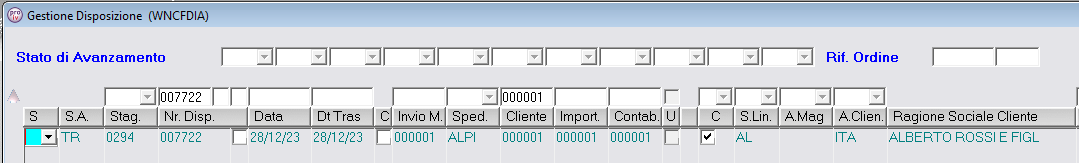 Gestione Disposizione (WNCFDIA)
Stato di Avanzamento Rif. Ordine
007722 000001
S S.A. Stag. Nr. Disp. Data Dt Tras C Invio M. Sped. Cliente Import. Contab. U C S.Lin. A.Mag A.Clien. Ragione Sociale Cliente
TR 0294 007722 28/12/23 28/12/23 000001 ALPI 000001 000001 000001 AL ITA ALBERTO ROSSI E FIGL